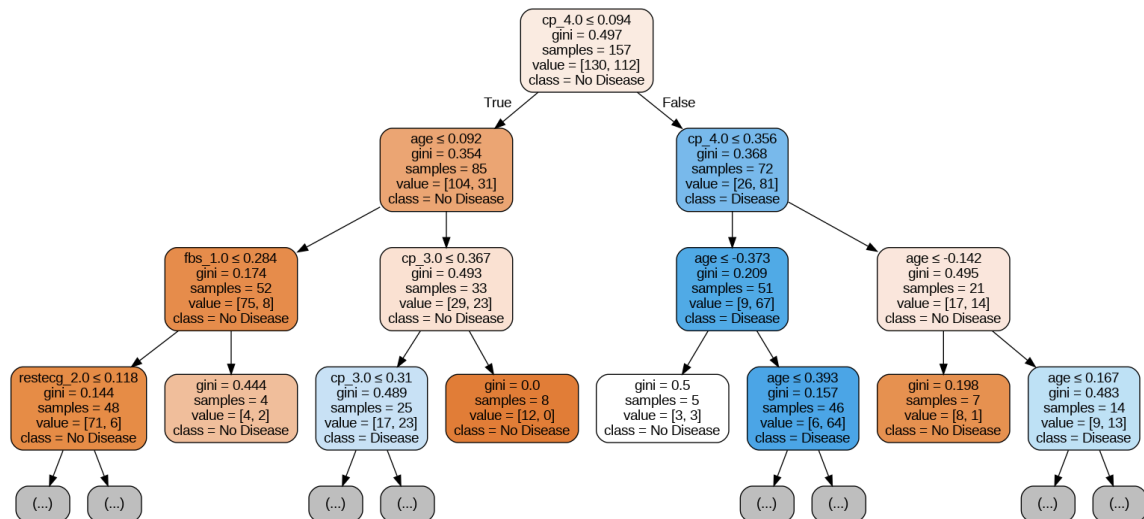 cp_4.0 ≤ 0.094
gini = 0.497
samples = 157
value = [130, 112]
class = No Disease
True
False
age ≤ 0.092
gini = 0.354
samples = 85
value = [104, 31]
class = No Disease
cp_4.0 ≤ 0.356
gini = 0.368
samples = 72
value = [26, 81]
class = Disease
fbs_1.0 ≤ 0.284
gini = 0.174
samples = 52
value = [75, 8]
class = No Disease
cp_3.0 ≤ 0.367
gini = 0.493
samples = 33
value = [29, 23]
class = No Disease
age ≤ -0.373
gini = 0.209
samples = 51
value = [9, 67]
class = Disease
age ≤ -0.142
gini = 0.495
samples = 21
value = [17, 14]
class = No Disease
restecg_2.0 ≤ 0.118
gini = 0.144
samples = 48
value = [71, 6]
class = No Disease
gini = 0.444
samples = 4
value = [4, 2]
class = No Disease
cp_3.0 ≤ 0.31
gini = 0.489
samples = 25
value = [17, 23]
class = Disease
gini = 0.0
samples = 8
value = [12, 0]
class = No Disease
gini = 0.5
samples = 5
value = [3, 3]
class = No Disease
age ≤ 0.393
gini = 0.157
samples = 46
value = [6, 64]
class = Disease
gini = 0.198
samples = 7
value = [8, 1]
class = No Disease
age ≤ 0.167
gini = 0.483
samples = 14
value = [9, 13]
class = Disease
(...)
(...)
(...)
(...)
(...)
(...)
(...)
(...)